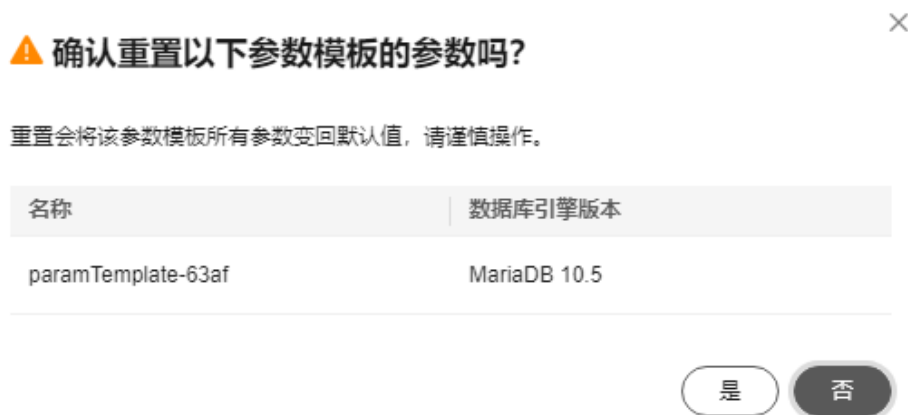 确认重置以下参数模板的参数吗?
重置会将该参数模板所有参数变回默认值，请谨慎操作。
名称 数据库引擎版本
paramTemplate-63af MariaDB 10.5
是 否